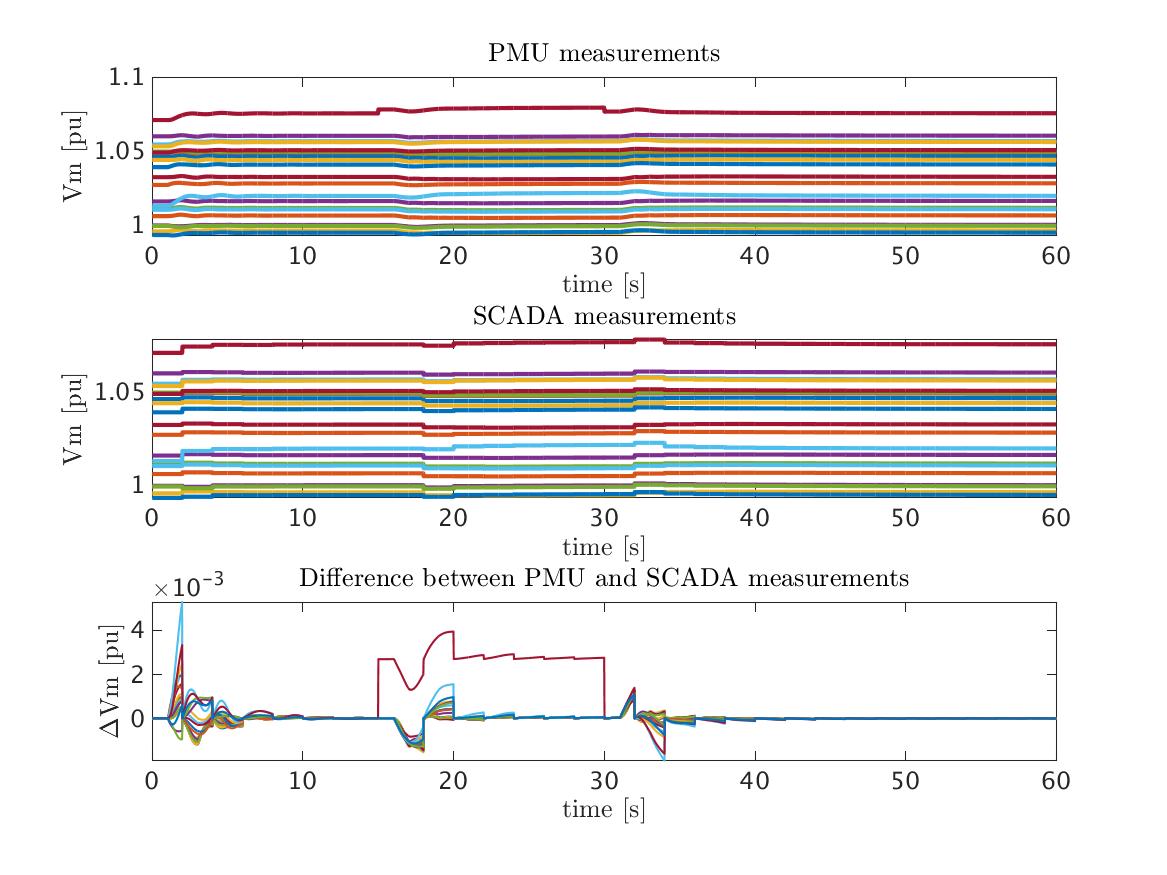 PMU measurements
1.1
1.05
1
Vm [pu]
0 10 20 30 40 50 60
time [s]
SCADA measurements
1.05
1
Vm [pu]
0 10 20 30 40 50 60
time [s]
Difference between PMU and SCADA measurements
×10⁻³
4
2
0
ΔVm [pu]
0 10 20 30 40 50 60
time [s]